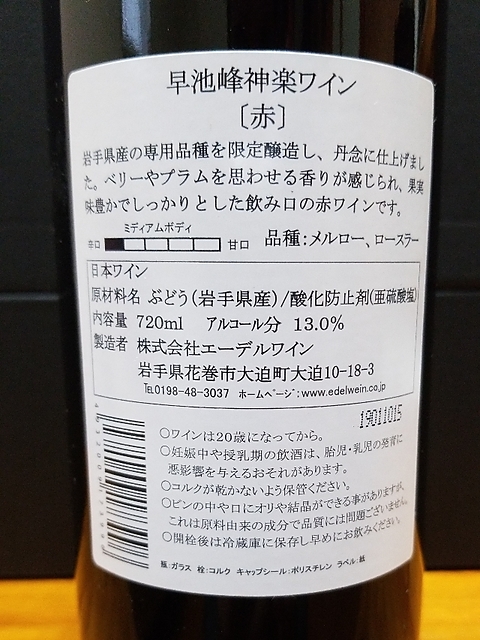 早池峰神楽ワイン
〔赤〕
岩手県産の専用品種を限定醸造し、丹念に仕上げまし
た。ベリーやプラムを思わせる香りが感じられ、果実
味豊かでしっかりとした飲み口の赤ワインです。
ミディアムボディ
辛口 甘口 品種:メルロー、ロースラー
日本ワイン
原材料名 ぶどう(岩手県産)/酸化防止剤(亜硫酸塩)
内容量 720ml アルコール分 13.0%
製造者 株式会社エーデルワイン
岩手県花巻市大迫町大迫10-18-3
TEL0198-48-3037 ホームページ:www.edelwein.co.jp
19011015
○ワインは20歳になってから。
○妊娠中や授乳期の飲酒は、胎児・乳児の発育に
悪影響を与えるおそれがあります。
○コルクが乾かないよう保管ください。
○ビンの中や口にオリや結晶ができる事がありますが、
これは原料由来の成分で品質には問題ございません。
○開栓後は冷蔵庫に保存し早めにお飲みください。
瓶:ガラス 栓:コルク キャップシール:ポリスチレン ラベル:紙